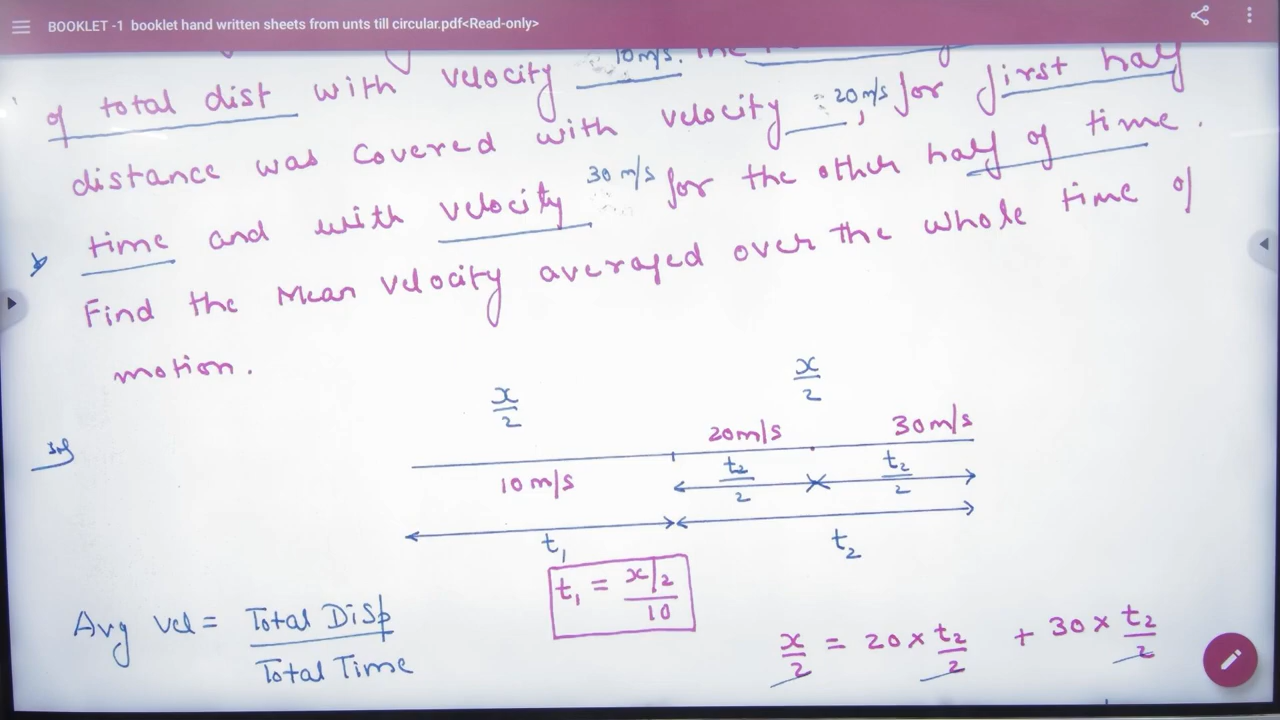 BOOKLET -1 booklet hand written sheets from unts till circular.pdf<Read-only>
of total dist with velocity 10m/s. The
distance was covered with velocity 20m/s, for first half
time and with velocity 30 m/s for the other half of time.
Find the Mean velocity averaged over the whole time of
motion.
x/2 x/2
Sol
20m/s 30m/s
10m/s t2/2 t2/2
t1 t2
t1 = x/2/10
Avg vel = Total Disp/Total Time
x/2 = 20 × t2/2 + 30 × t2/2